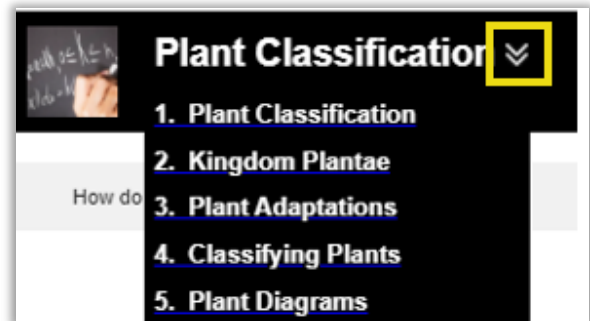 Plant Classification
1. Plant Classification
2. Kingdom Plantae
How do
3. Plant Adaptations
4. Classifying Plants
5. Plant Diagrams